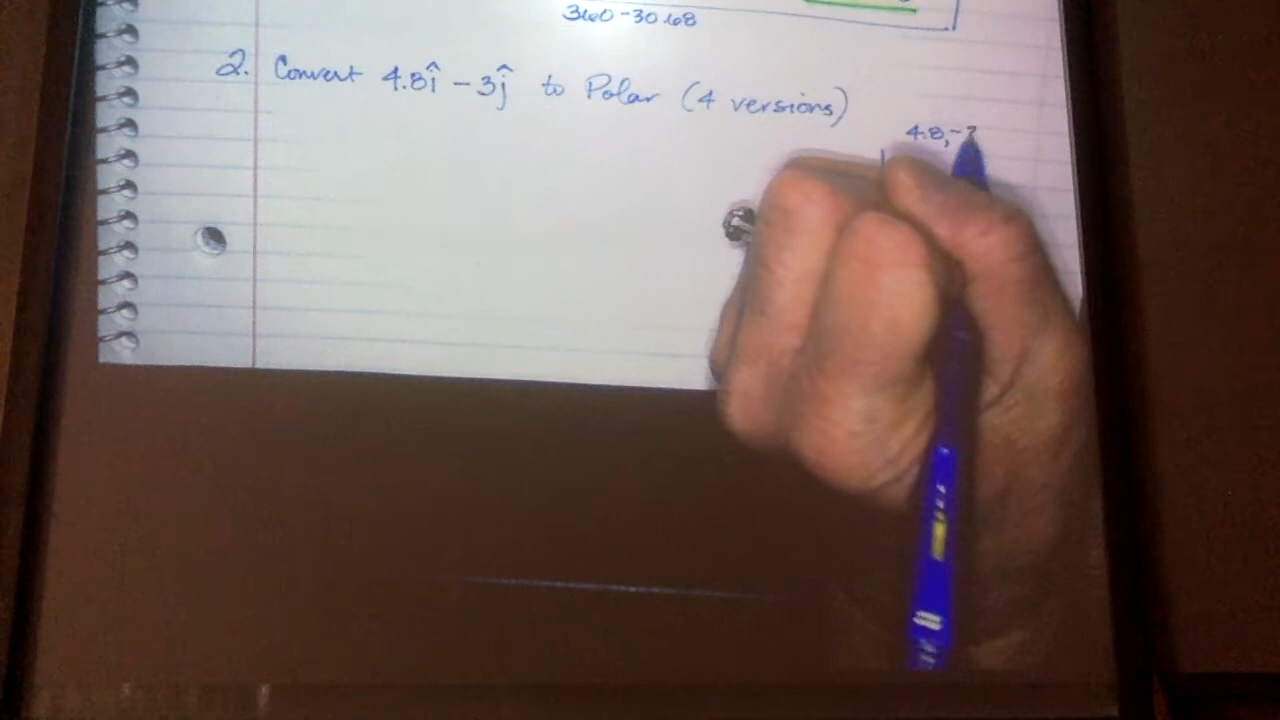 360-30.68
2. Convert 4.8î - 3ĵ to Polar (4 versions)
4.8, -